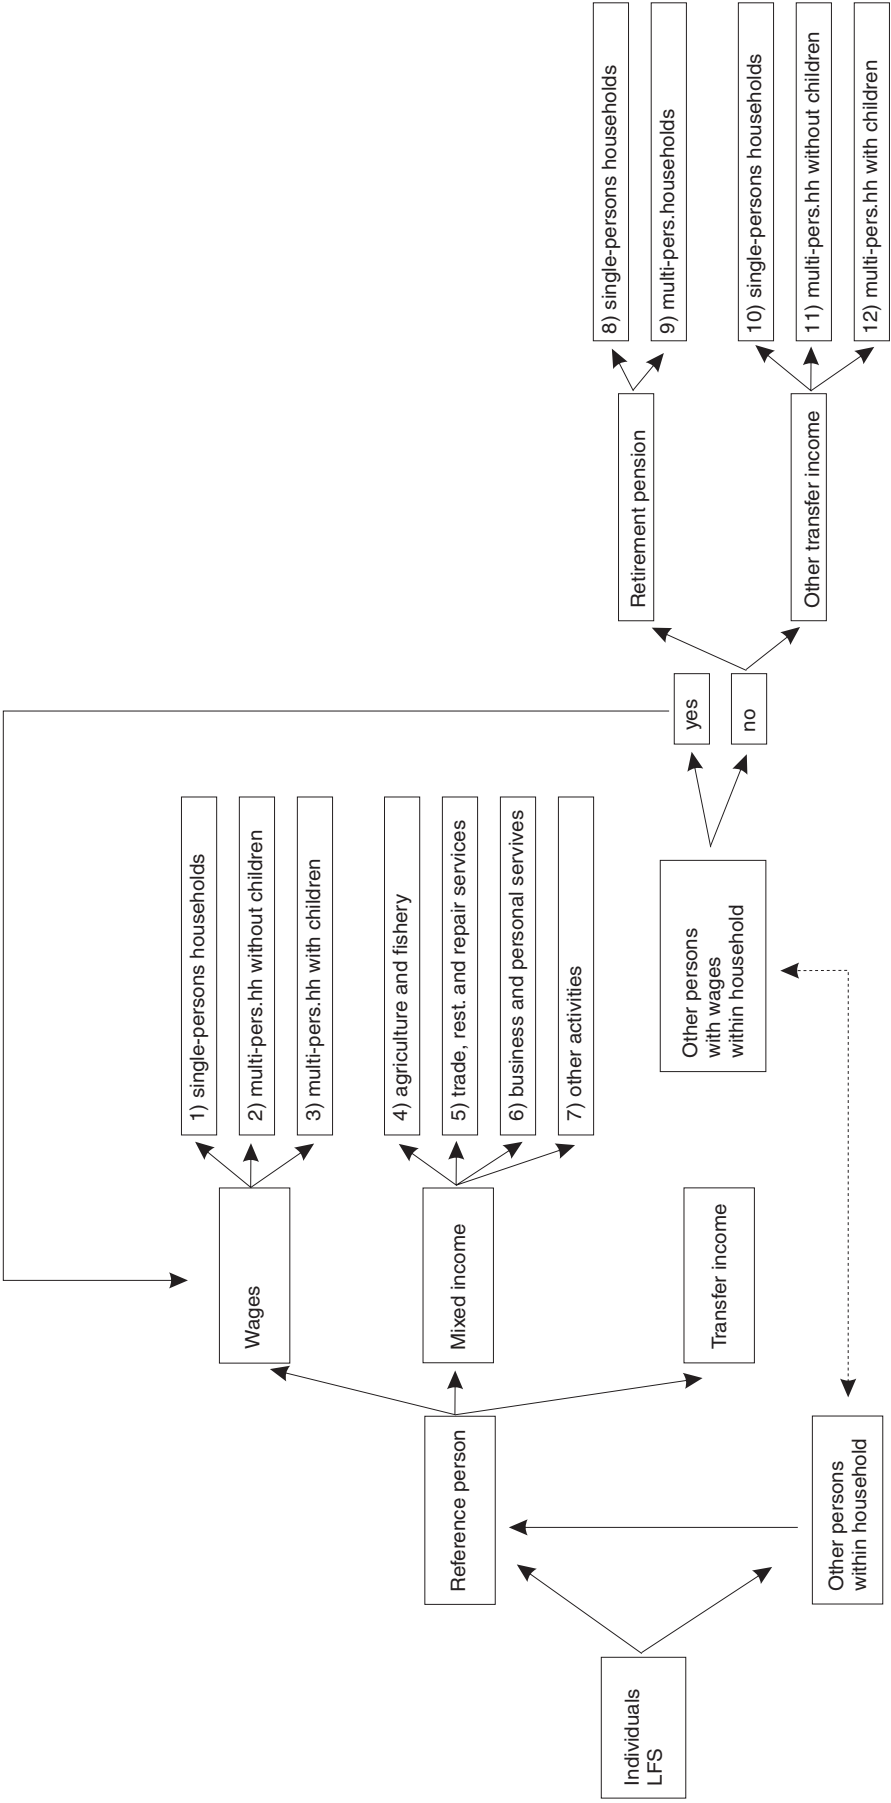 Individuals
LFS
Reference person
Other persons
within household
Wages
Mixed income
Transfer income
1) single-persons households
2) multi-pers.hh without children
3) multi-pers.hh with children
4) agriculture and fishery
5) trade, rest. and repair services
6) business and personal servives
7) other activities
Other persons
with wages
within household
yes
no
Retirement pension
Other transfer income
8) single-persons households
9) multi-pers.households
10) single-persons households
11) multi-pers.hh without children
12) multi-pers.hh with children